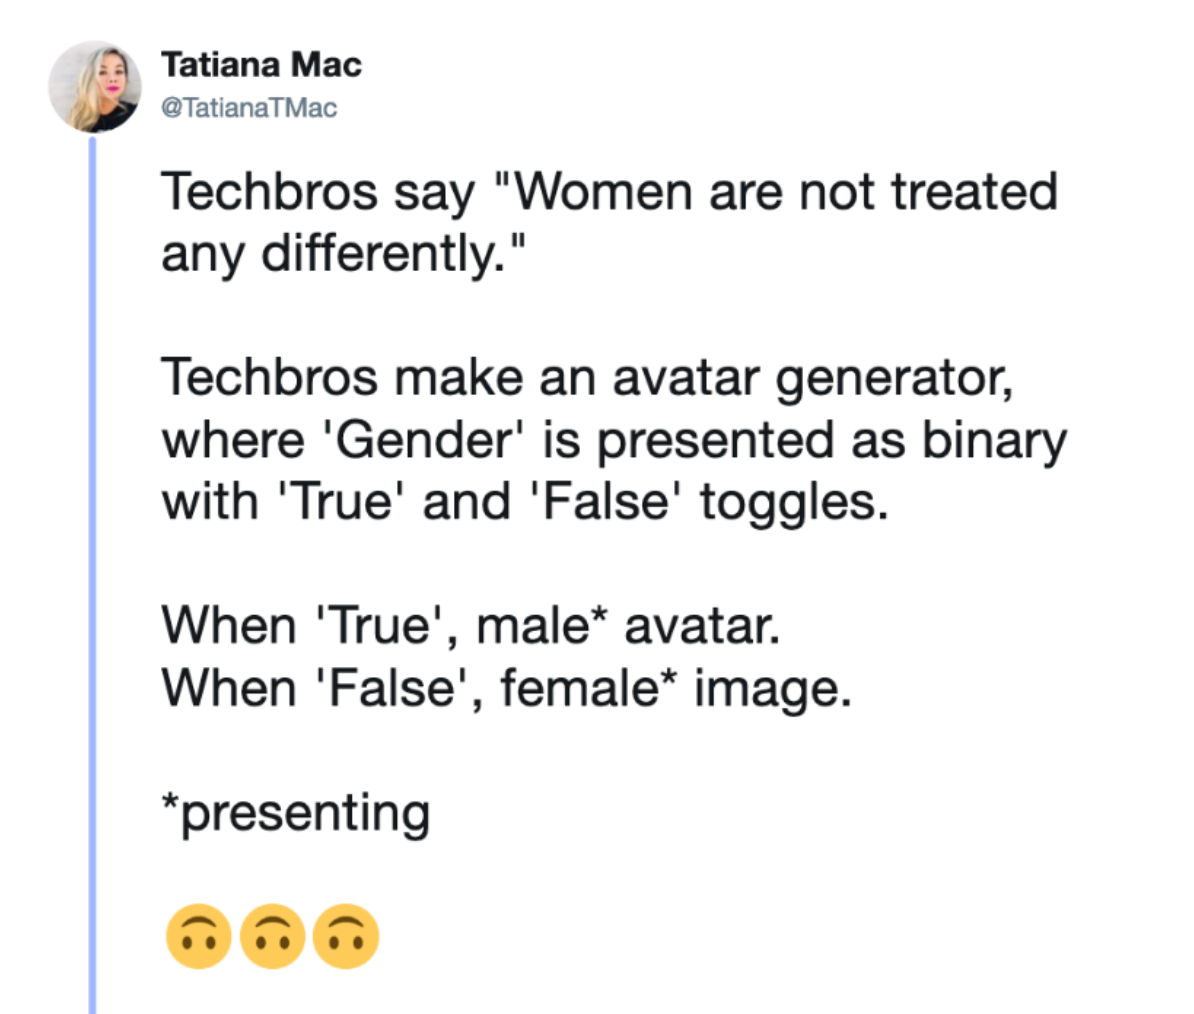 Tatiana Mac
@TatianaTMac
Techbros say "Women are not treated
any differently."
Techbros make an avatar generator,
where 'Gender' is presented as binary
with 'True' and 'False' toggles.
When 'True', male* avatar.
When 'False', female* image.
*presenting
🙃🙃🙃